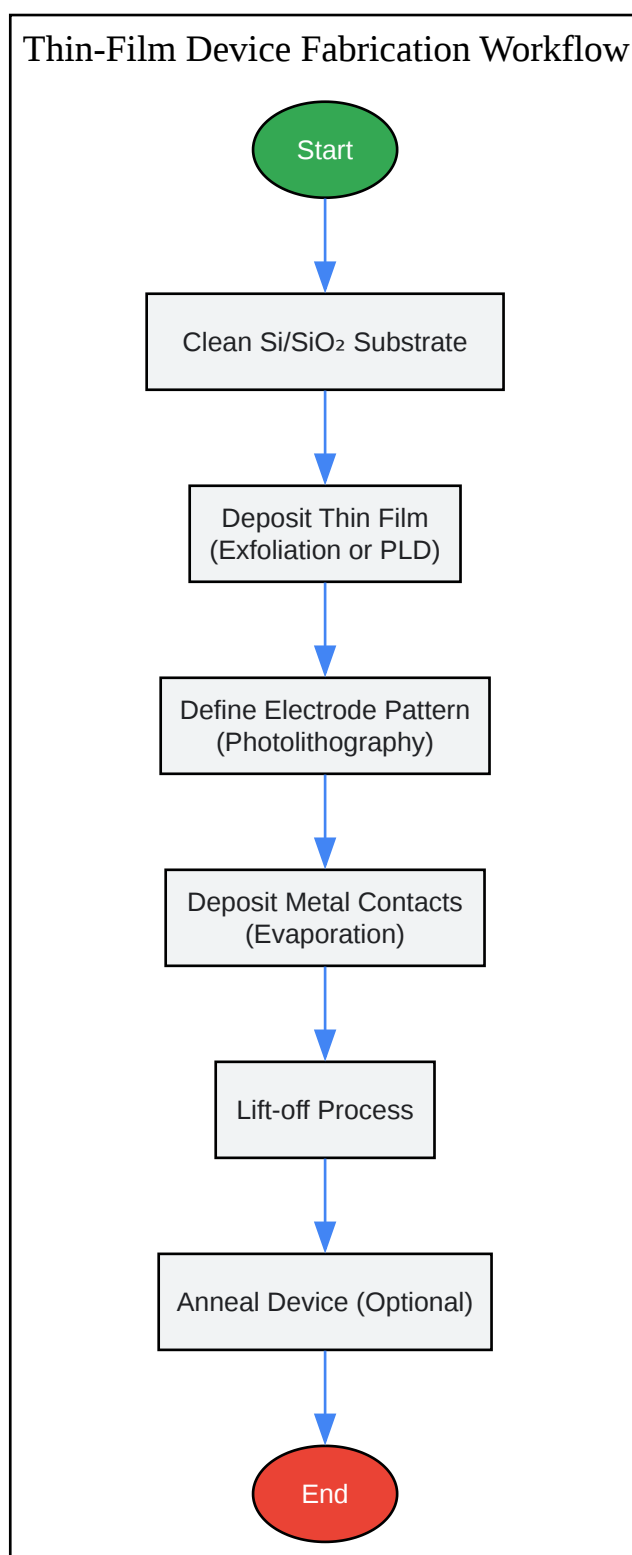 Thin-Film Device Fabrication Workflow
Start
Clean Si/SiO₂ Substrate
Deposit Thin Film
(Exfoliation or PLD)
Define Electrode Pattern
(Photolithography)
Deposit Metal Contacts
(Evaporation)
Lift-off Process
Anneal Device (Optional)
End